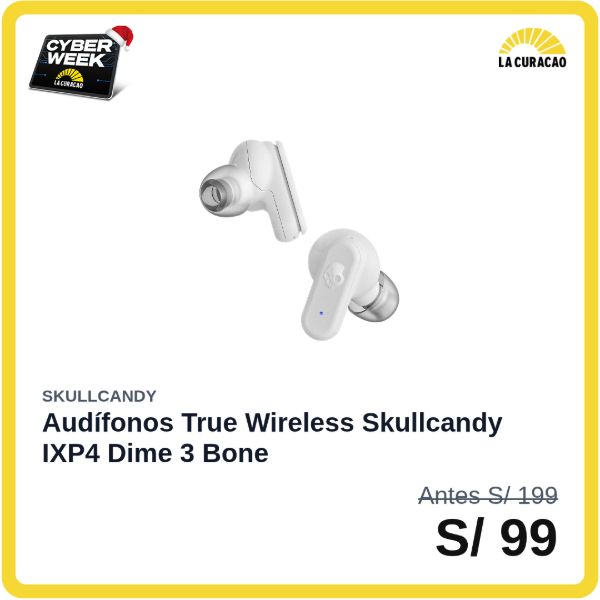 CYBER
WEEK
LA CURACAO
LA CURACAO
SKULLCANDY
Audífonos True Wireless Skullcandy
IXP4 Dime 3 Bone
Antes S/ 199
S/ 99